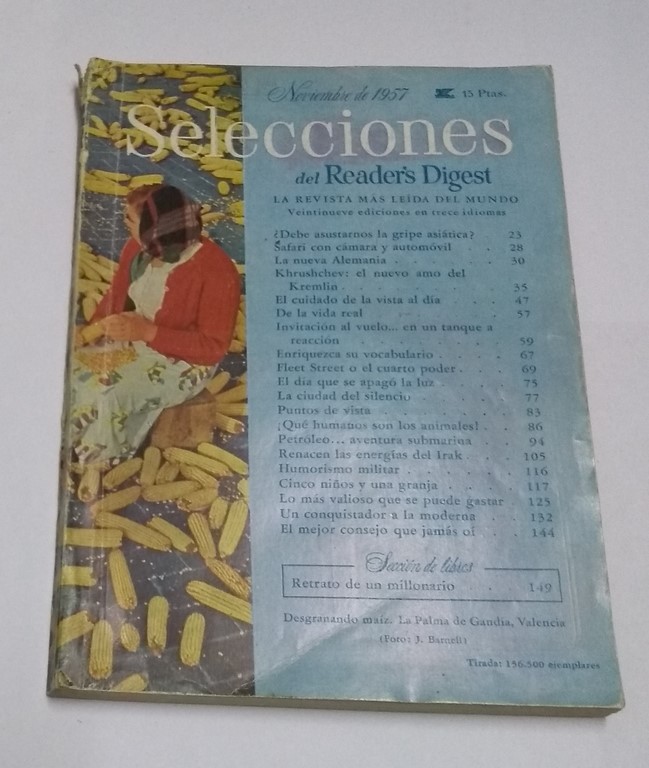 Noviembre de 1957 15 Ptas.
Selecciones
del Reader's Digest
LA REVISTA MÁS LEÍDA DEL MUNDO
Veintinueve ediciones en trece idiomas
¿Debe asustarnos la gripe asiática? 23
Safari con cámara y automóvil . . 28
La nueva Alemania . . . . . 30
Khrushchev: el nuevo amo del
Kremlin . . . . . . . 35
El cuidado de la vista al día . . . 47
De la vida real . . . . . . 57
Invitación al vuelo... en un tanque a
reacción . . . . . . 59
Enriquezca su vocabulario . . . . 67
Fleet Street o el cuarto poder . . . 69
El día que se apagó la luz . . . . 75
La ciudad del silencio . . . . 77
Puntos de vista . . . . . . 83
¡Qué humanos son los animales! . . 86
Petróleo... aventura submarina . . 94
Renacen las energías del Irak . . . 105
Humorismo militar . . . . . 116
Cinco niños y una granja . . . . 117
Lo más valioso que se puede gastar . 125
Un conquistador a la moderna . . 132
El mejor consejo que jamás oí . . 144
Sección de libros
Retrato de un millonario . . . 149
Desgranando maíz. La Palma de Gandía, Valencia
(Foto: J. Barnell)
Tirada: 156.500 ejemplares